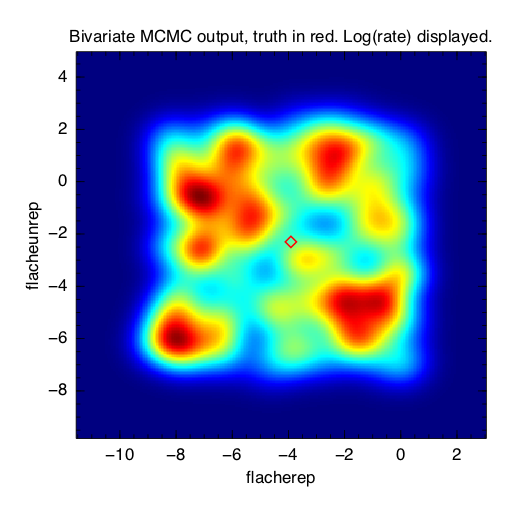 Bivariate MCMC output, truth in red. Log(rate) displayed.
4
2
0
−2
−4
−6
−8
flacheunrep
−10 −8 −6 −4 −2 0 2
flacherep